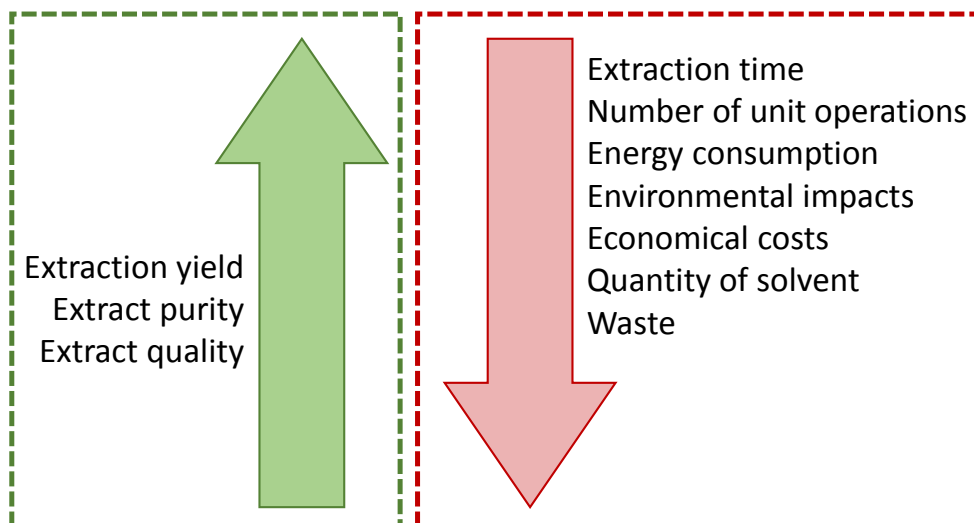 Extraction yield
Extract purity
Extract quality
Extraction time
Number of unit operations
Energy consumption
Environmental impacts
Economical costs
Quantity of solvent
Waste